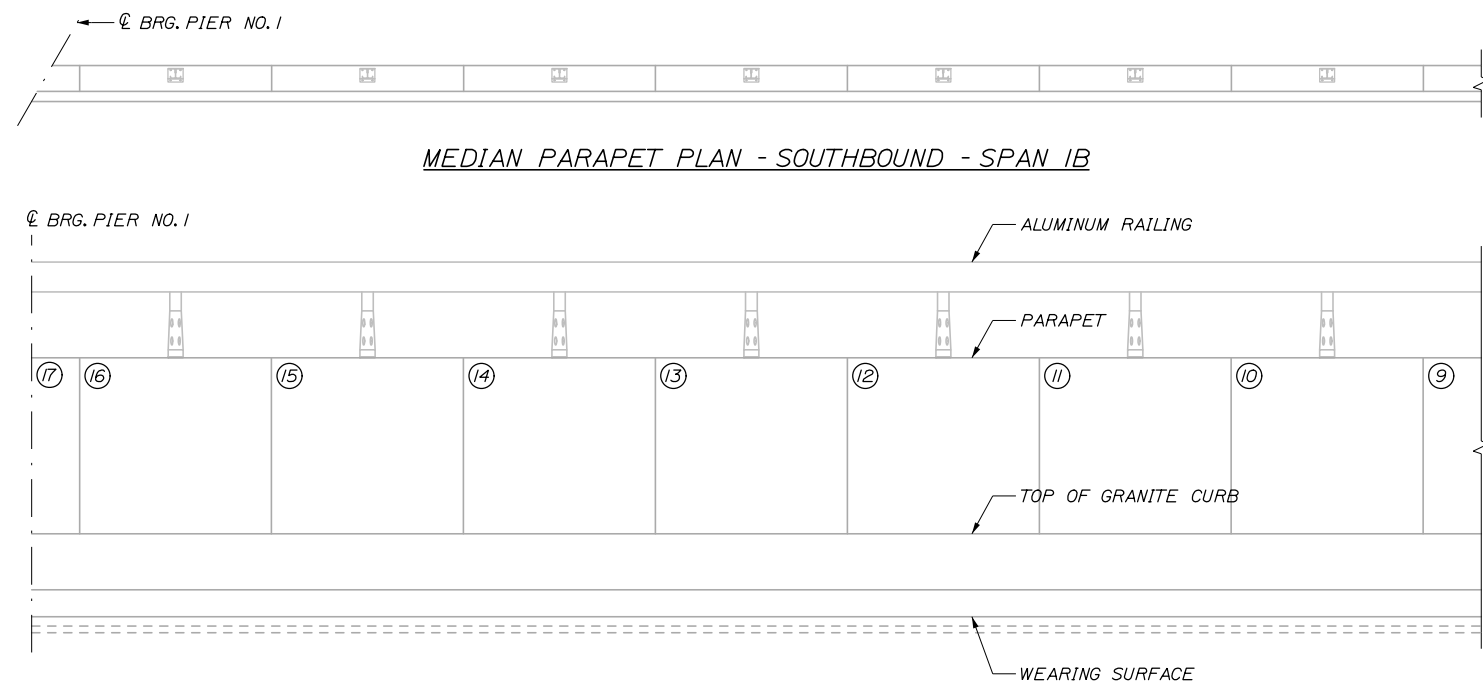 ℄ BRG. PIER NO. 1
MEDIAN PARAPET PLAN - SOUTHBOUND - SPAN 1B
℄ BRG. PIER NO. 1
ALUMINUM RAILING
PARAPET
17 16 15 14 13 12 11 10 9
TOP OF GRANITE CURB
WEARING SURFACE